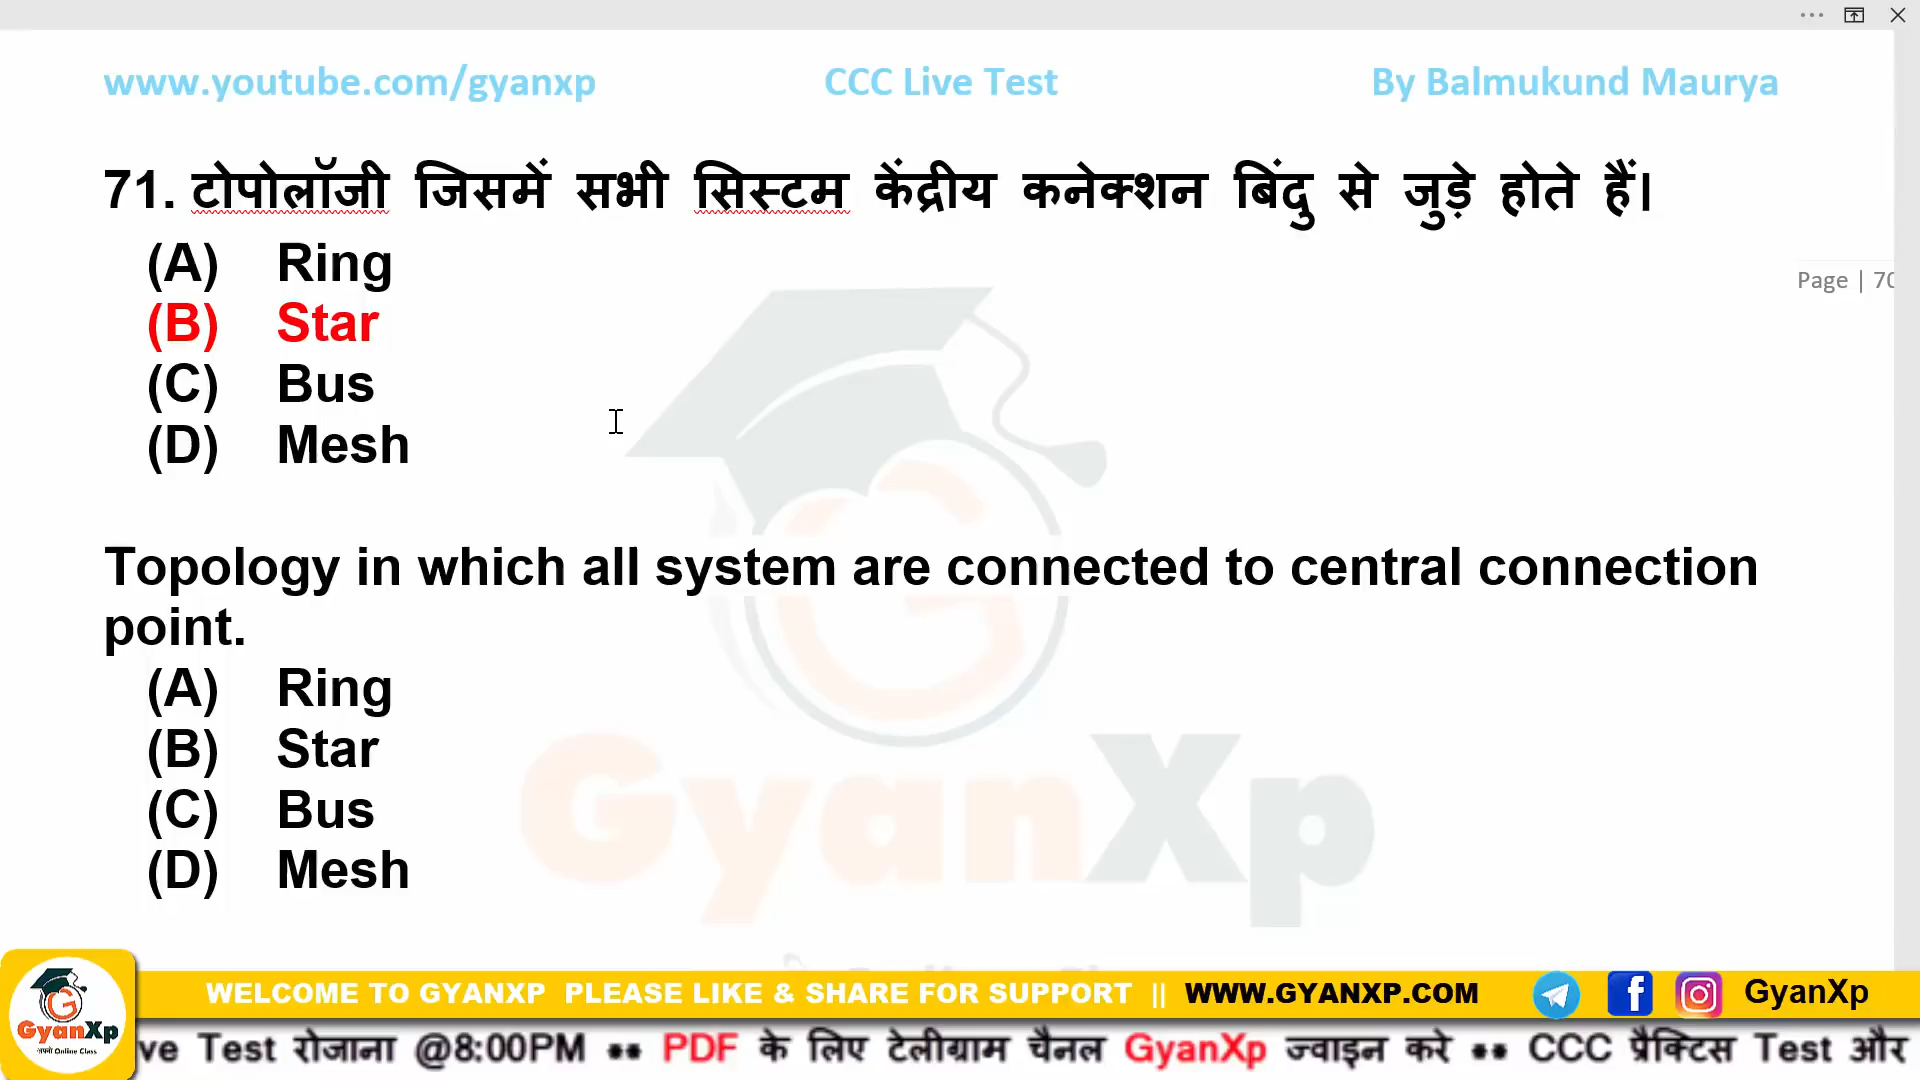 www.youtube.com/gyanxp CCC Live Test By Balmukund Maurya
71. टोपोलॉजी जिसमें सभी सिस्टम केंद्रीय कनेक्शन बिंदु से जुड़े होते हैं।
(A) Ring
Page | 70
(B) Star
(C) Bus
(D) Mesh
Topology in which all system are connected to central connection
point.
(A) Ring
(B) Star
(C) Bus
(D) Mesh
GyanXp
WELCOME TO GYANXP PLEASE LIKE & SHARE FOR SUPPORT || WWW.GYANXP.COM GyanXp
GyanXp
अपनी Online Class
ve Test रोजाना @8:00PM •• PDF के लिए टेलीग्राम चैनल GyanXp ज्वाइन करे •• CCC प्रैक्टिस Test और